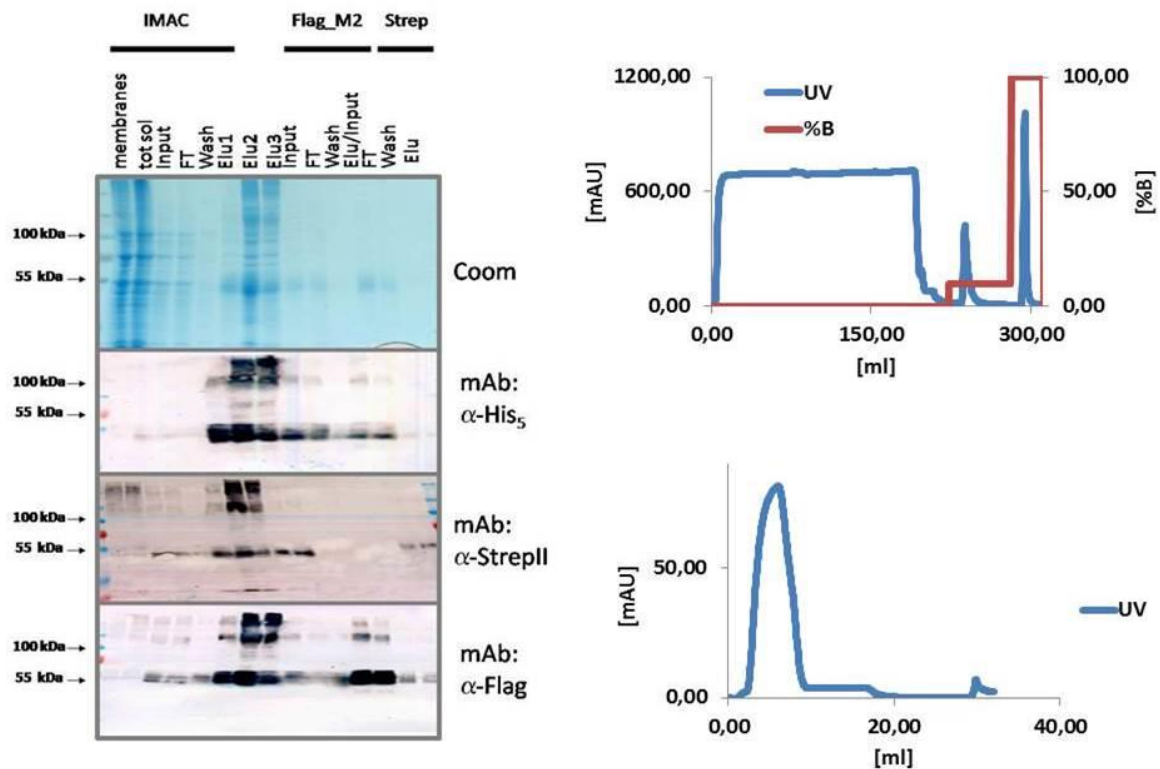 IMAC
Flag_M2
Strep
membranes
tot sol
Input
FT
Wash
Elu1
Elu2
Elu3
Input
FT
Wash
Elu/Input
FT
Wash
Elu
100 kDa
55 kDa
Coom
100 kDa
55 kDa
mAb:
α-His₅
100 kDa
55 kDa
mAb:
α-StrepII
100 kDa
55 kDa
mAb:
α-Flag
1200,00
600,00
0,00
[mAU]
UV
%B
100,00
50,00
0,00
[%B]
0,00
150,00
300,00
[ml]
50,00
0,00
[mAU]
UV
0,00
20,00
40,00
[ml]